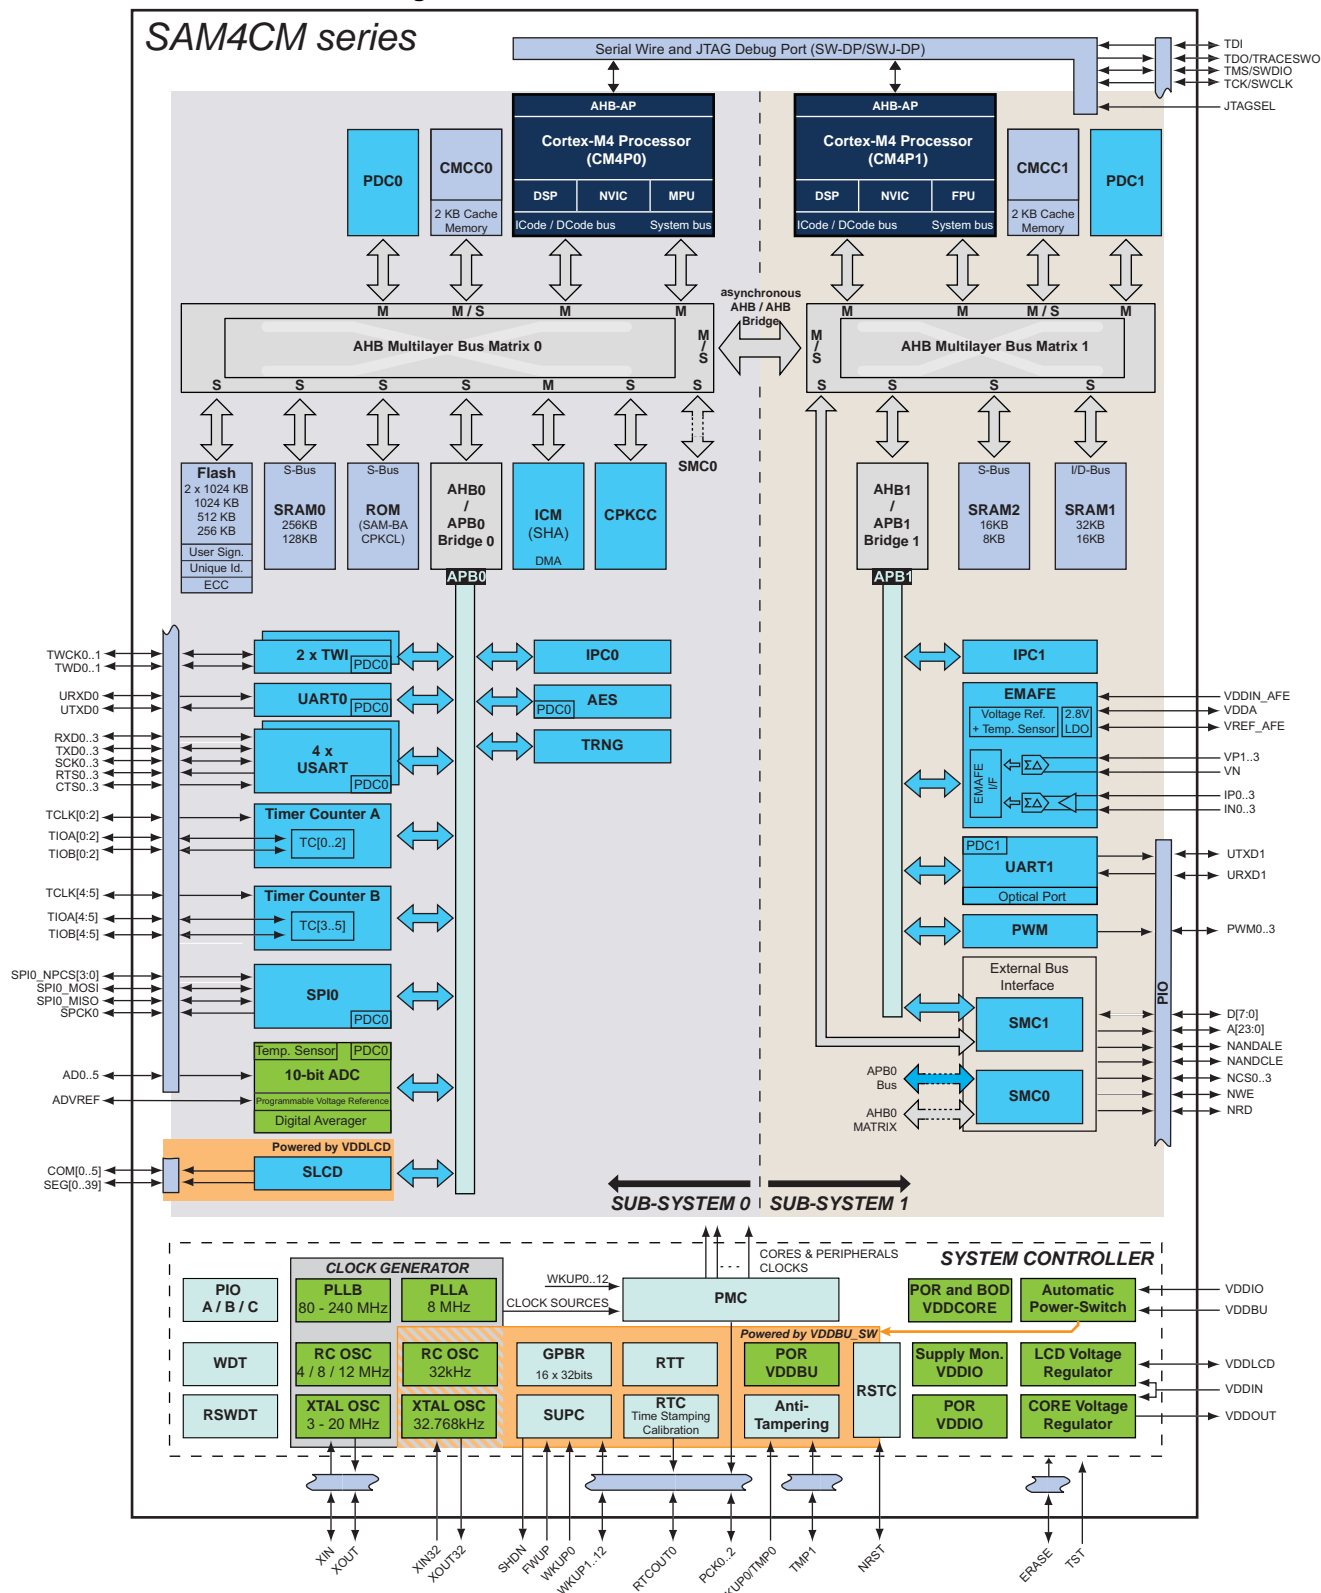 SAM4CM series
Serial Wire and JTAG Debug Port (SW-DP/SWJ-DP)
TDI
TDO/TRACESWO
TMS/SWDIO
TCK/SWCLK
JTAGSEL
PDC0
CMCC0
2 KB Cache
Memory
AHB-AP
Cortex-M4 Processor
(CM4P0)
DSP
NVIC
MPU
ICode / DCode bus
System bus
AHB-AP
Cortex-M4 Processor
(CM4P1)
DSP
NVIC
FPU
ICode / DCode bus
System bus
CMCC1
2 KB Cache
Memory
PDC1
M
M / S
M
M
AHB Multilayer Bus Matrix 0
M
/
S
S
S
S
S
M
S
S
asynchronous
AHB / AHB
Bridge
M
M
M / S
M
M
/
S
AHB Multilayer Bus Matrix 1
S
S
S
S
Flash
2 x 1024 KB
1024 KB
512 KB
256 KB
User Sign.
Unique Id.
ECC
S-Bus
SRAM0
256KB
128KB
S-Bus
ROM
(SAM-BA
CPKCL)
AHB0
/
APB0
Bridge 0
APB0
ICM
(SHA)
DMA
CPKCC
SMC0
AHB1
/
APB1
Bridge 1
APB1
S-Bus
SRAM2
16KB
8KB
I/D-Bus
SRAM1
32KB
16KB
TWCK0..1
TWD0..1
URXD0
UTXD0
RXD0..3
TXD0..3
SCK0..3
RTS0..3
CTS0..3
TCLK[0:2]
TIOA[0:2]
TIOB[0:2]
TCLK[4:5]
TIOA[4:5]
TIOB[4:5]
SPI0_NPCS[3:0]
SPI0_MOSI
SPI0_MISO
SPCK0
AD0..5
ADVREF
COM[0..5]
SEG[0..39]
2 x TWI
PDC0
UART0
PDC0
4 x
USART
PDC0
Timer Counter A
TC[0..2]
Timer Counter B
TC[3..5]
SPI0
PDC0
Temp. Sensor
PDC0
10-bit ADC
Programmable Voltage Reference
Digital Averager
Powered by VDDLCD
SLCD
IPC0
AES
PDC0
TRNG
IPC1
EMAFE
Voltage Ref.
+ Temp. Sensor
2.8V
LDO
EMAFE
I/F
ΣΔ
ΣΔ
PDC1
UART1
Optical Port
PWM
External Bus
Interface
SMC1
SMC0
APB0
Bus
AHB0
MATRIX
PIO
VDDIN_AFE
VDDA
VREF_AFE
VP1..3
VN
IP0..3
IN0..3
UTXD1
URXD1
PWM0..3
D[7:0]
A[23:0]
NANDALE
NANDCLE
NCS0..3
NWE
NRD
SUB-SYSTEM 0
SUB-SYSTEM 1
SYSTEM CONTROLLER
CORES & PERIPHERALS
CLOCKS
WKUP0..12
CLOCK SOURCES
PMC
PIO
A / B / C
WDT
RSWDT
CLOCK GENERATOR
PLLB
80 - 240 MHz
PLLA
8 MHz
RC OSC
4 / 8 / 12 MHz
RC OSC
32kHz
XTAL OSC
3 - 20 MHz
XTAL OSC
32.768kHz
Powered by VDDBU_SW
GPBR
16 x 32bits
RTT
POR
VDDBU
SUPC
RTC
Time Stamping
Calibration
Anti-
Tampering
RSTC
POR and BOD
VDDCORE
Automatic
Power-Switch
Supply Mon.
VDDIO
LCD Voltage
Regulator
POR
VDDIO
CORE Voltage
Regulator
VDDIO
VDDBU
VDDLCD
VDDIN
VDDOUT
XIN
XOUT
XIN32
XOUT32
SHDN
FWUP
WKUP0
WKUP1..12
RTCOUT0
PCK0..2
KUP0/TMP0
TMP1
NRST
ERASE
TST